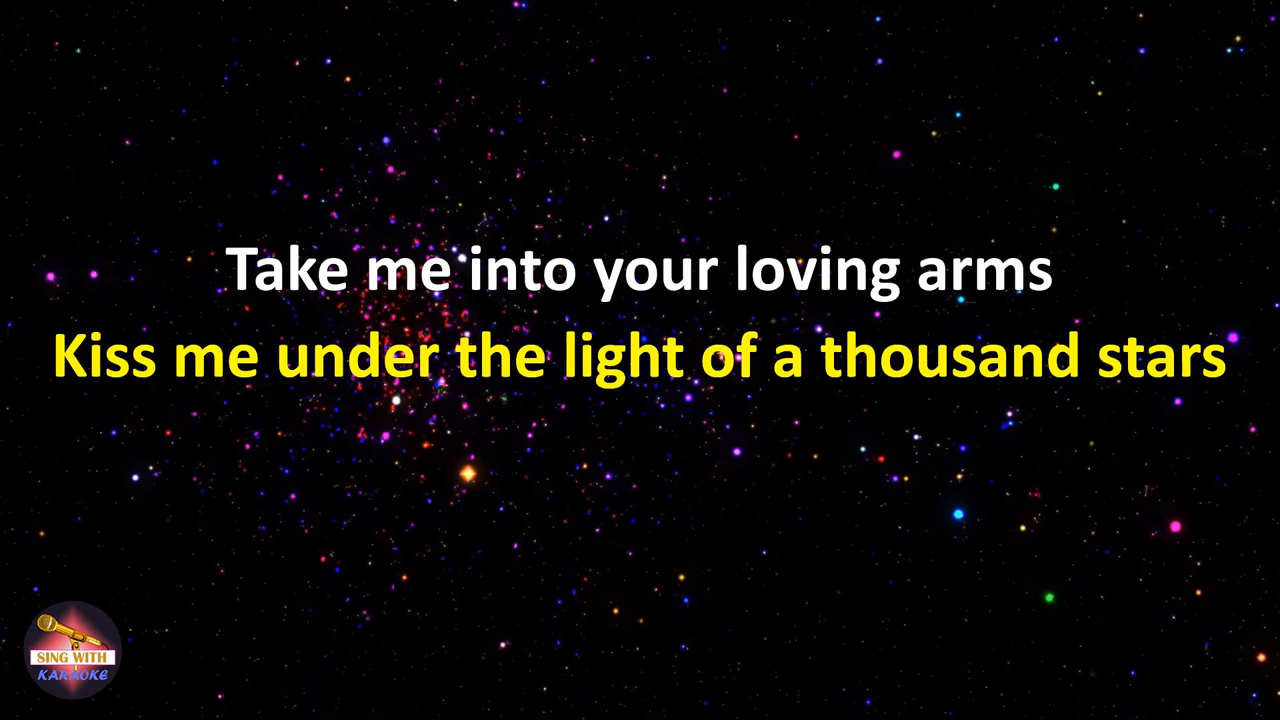 Take me into your loving arms
Kiss me under the light of a thousand stars
SING WITH
KARAOKE